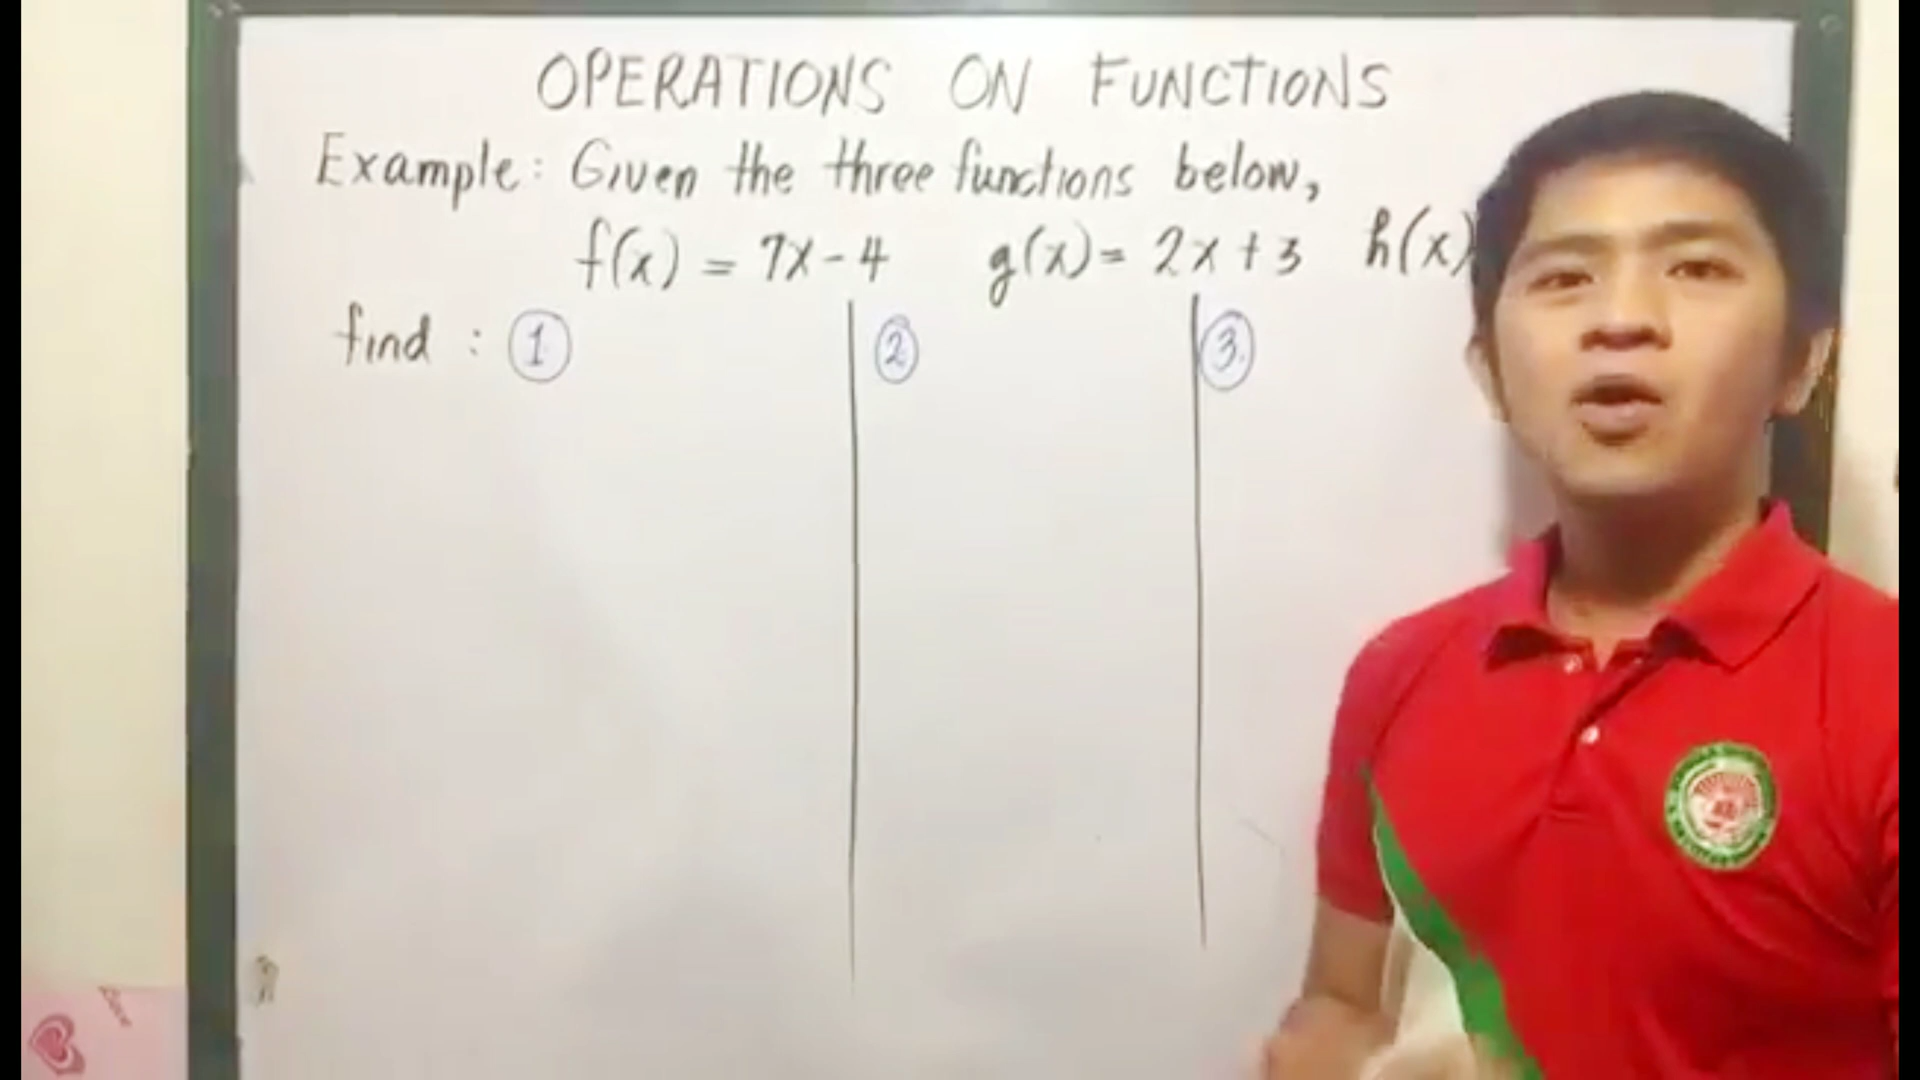 OPERATIONS ON FUNCTIONS
Example: Given the three functions below,
f(x) = 7x - 4 g(x) = 2x + 3 h(x)
find : 1 2 3.